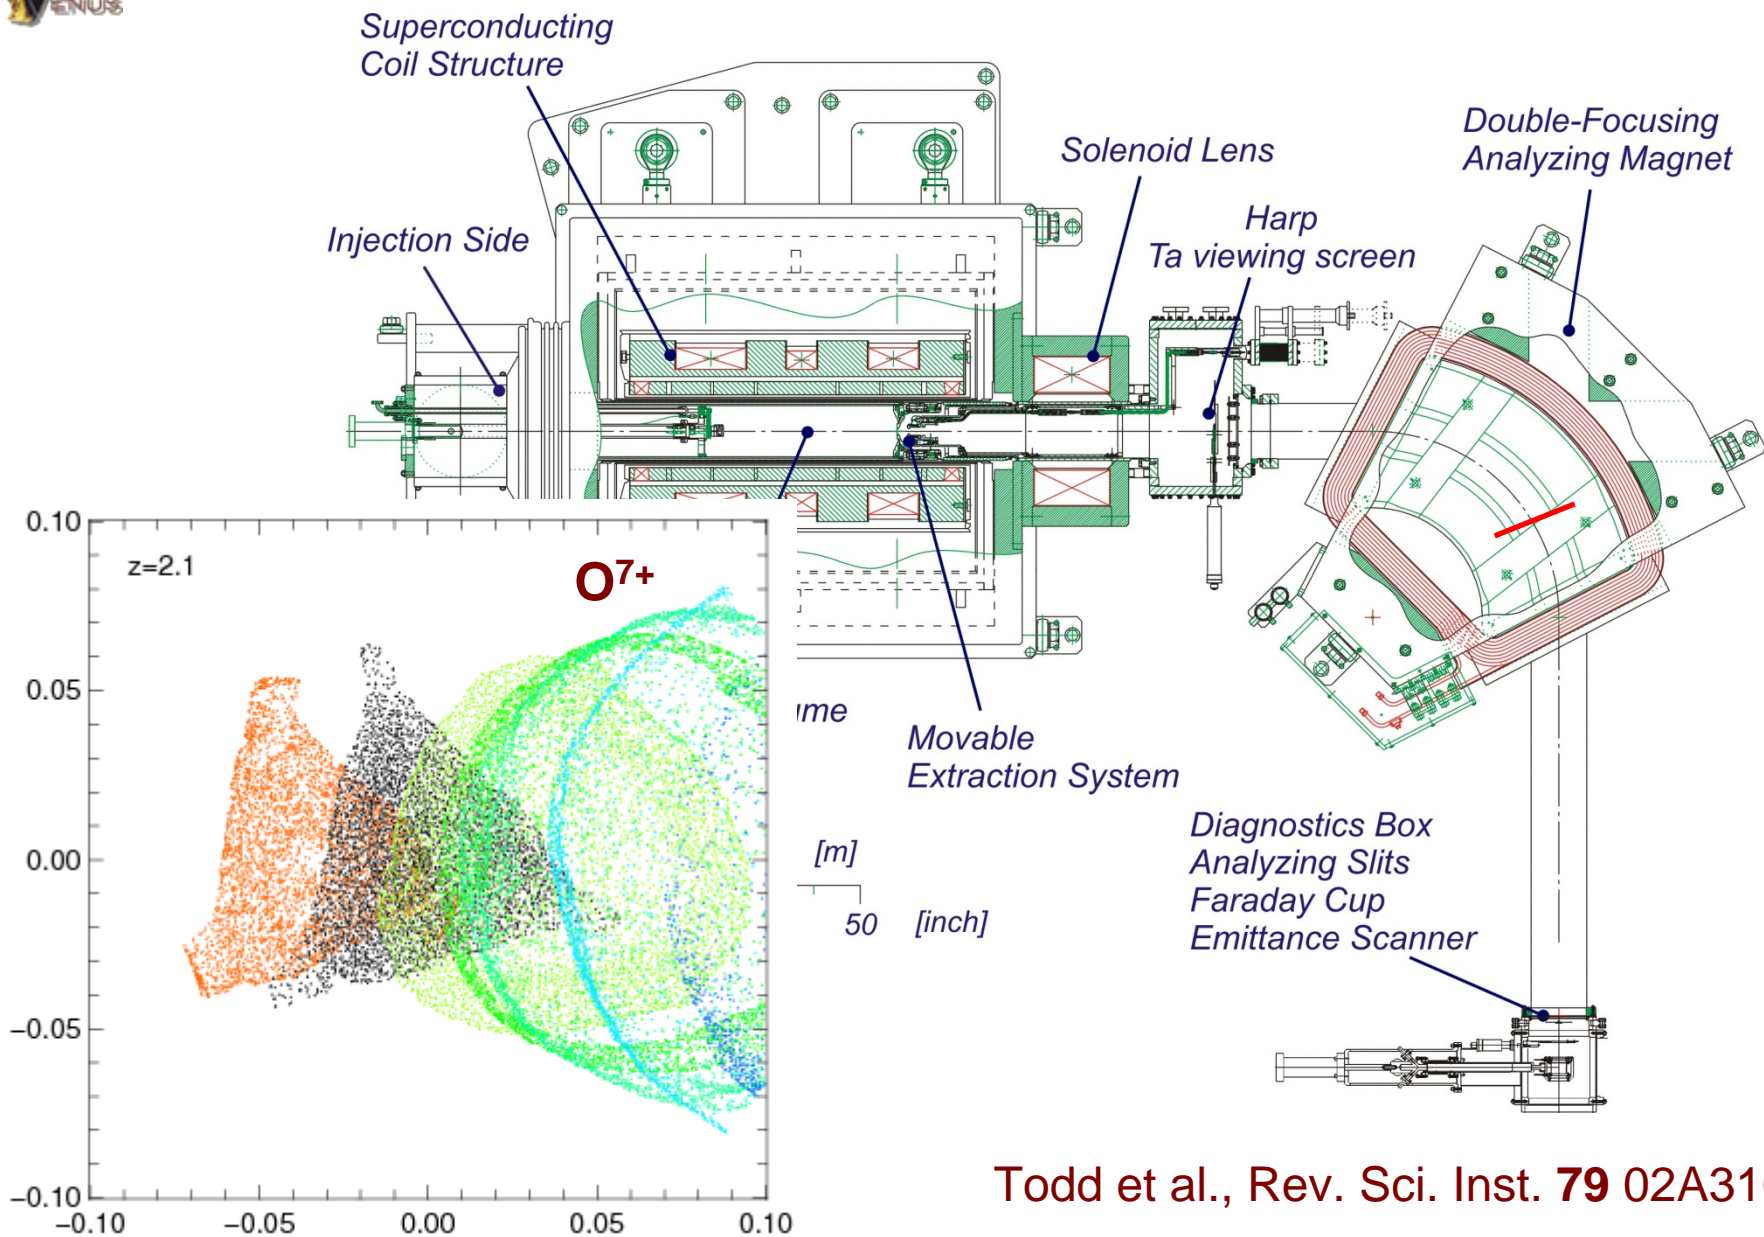 VENUS
Superconducting
Coil Structure
Injection Side
Solenoid Lens
Harp
Ta viewing screen
Double-Focusing
Analyzing Magnet
Movable
Extraction System
[m]
50 [inch]
Diagnostics Box
Analyzing Slits
Faraday Cup
Emittance Scanner
z=2.1
O⁷⁺
0.10
0.05
0.00
−0.05
−0.10
−0.10 −0.05 0.00 0.05 0.10
Todd et al., Rev. Sci. Inst. 79 02A31